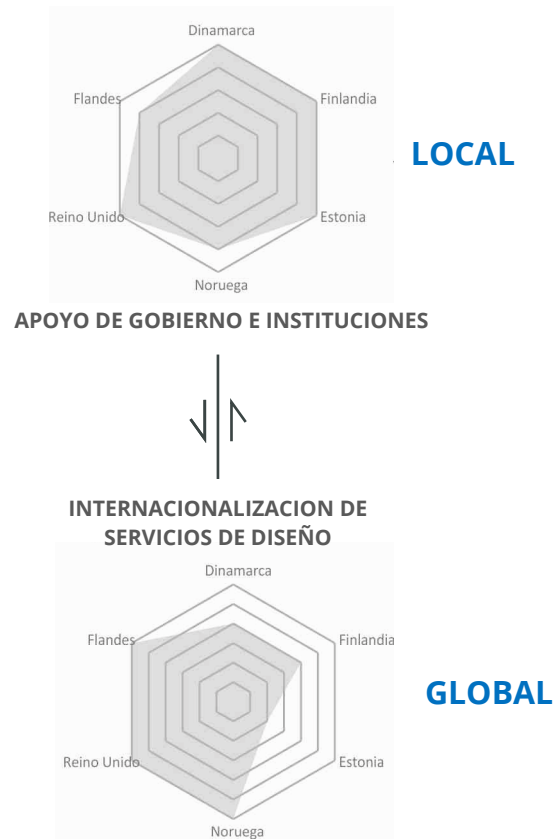 Dinamarca
Flandes
Finlandia
LOCAL
Reino Unido
Estonia
Noruega
APOYO DE GOBIERNO E INSTITUCIONES
INTERNACIONALIZACION DE
SERVICIOS DE DISEÑO
Dinamarca
Flandes
Finlandia
GLOBAL
Reino Unido
Estonia
Noruega